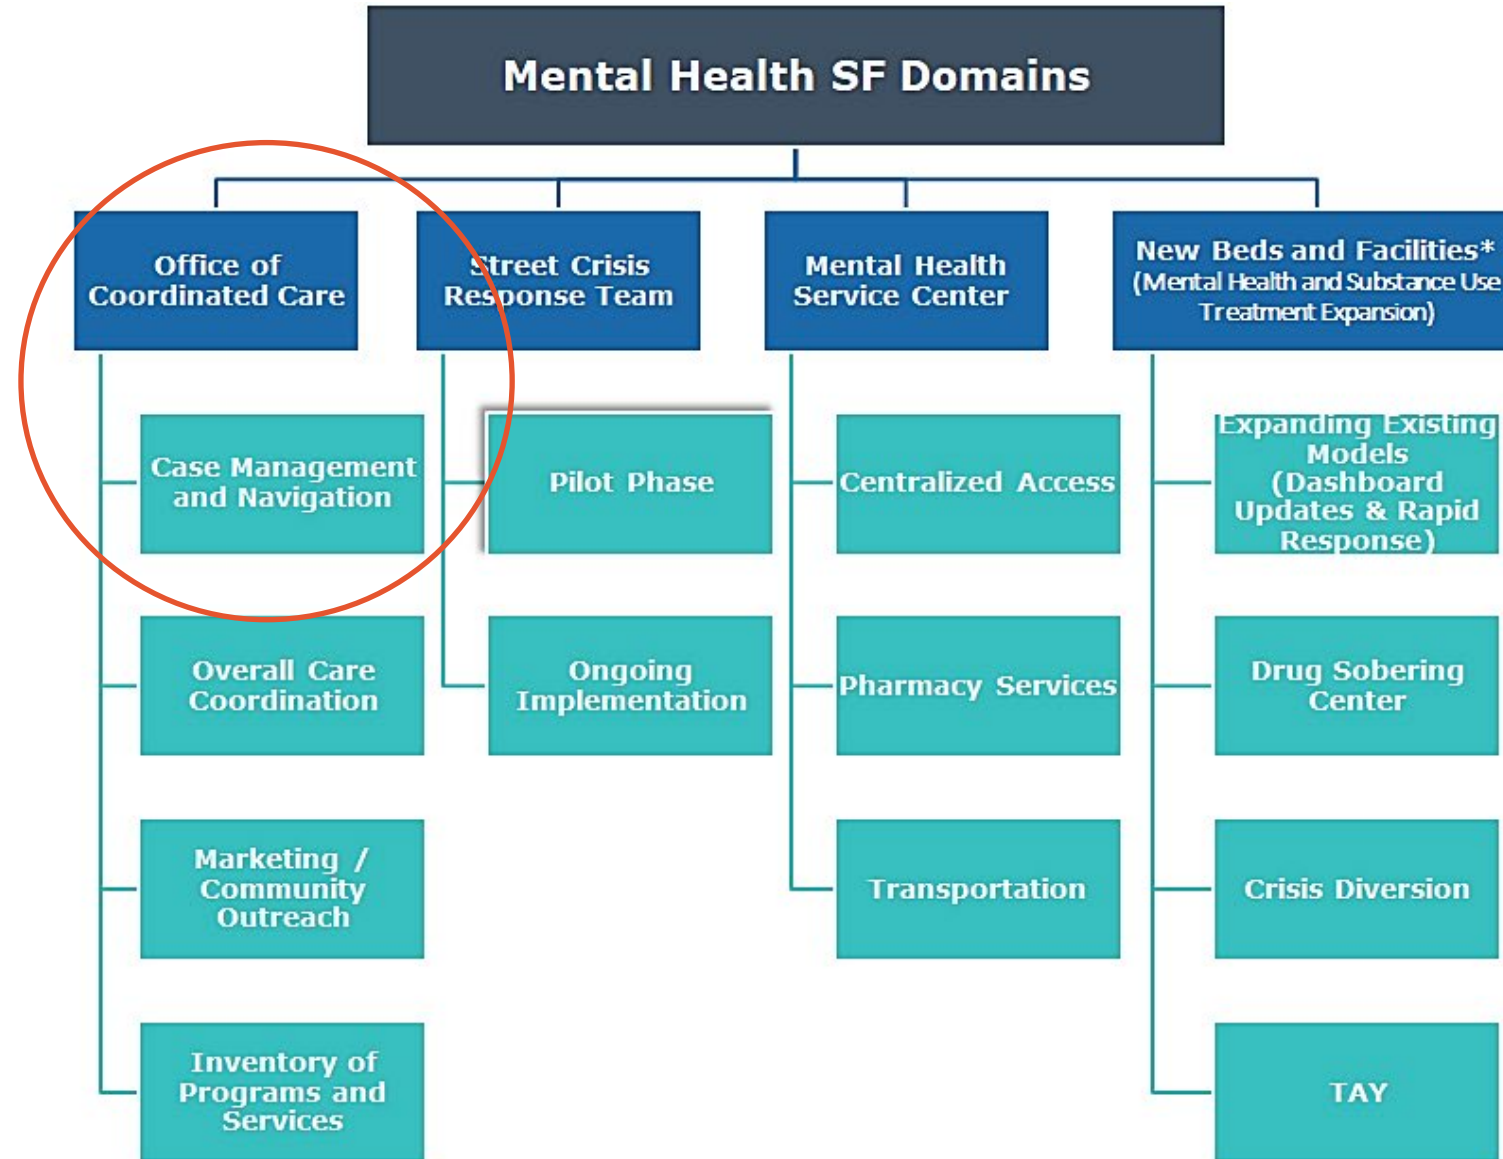 Mental Health SF Domains
Office of
Coordinated Care
Street Crisis
Response Team
Mental Health
Service Center
New Beds and Facilities*
(Mental Health and Substance Use
Treatment Expansion)
Case Management
and Navigation
Overall Care
Coordination
Marketing /
Community
Outreach
Inventory of
Programs and
Services
Pilot Phase
Ongoing
Implementation
Centralized Access
Pharmacy Services
Transportation
Expanding Existing
Models
(Dashboard
Updates & Rapid
Response)
Drug Sobering
Center
Crisis Diversion
TAY